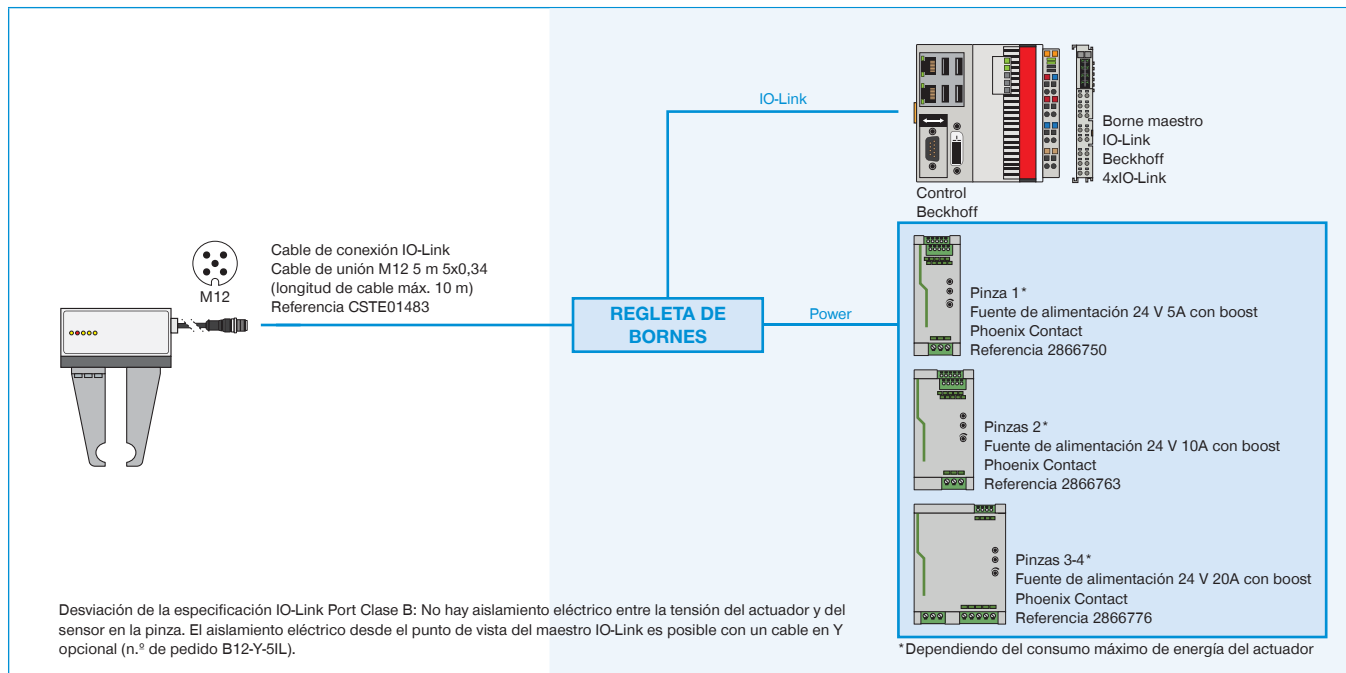 IO-Link
Borne maestro
IO-Link
Beckhoff
4xIO-Link
Control
Beckhoff
M12
Cable de conexión IO-Link
Cable de unión M12 5 m 5x0,34
(longitud de cable máx. 10 m)
Referencia CSTE01483
REGLETA DE
BORNES
Power
Pinza 1*
Fuente de alimentación 24 V 5A con boost
Phoenix Contact
Referencia 2866750
Pinzas 2*
Fuente de alimentación 24 V 10A con boost
Phoenix Contact
Referencia 2866763
Pinzas 3-4*
Fuente de alimentación 24 V 20A con boost
Phoenix Contact
Referencia 2866776
Desviación de la especificación IO-Link Port Clase B: No hay aislamiento eléctrico entre la tensión del actuador y del
sensor en la pinza. El aislamiento eléctrico desde el punto de vista del maestro IO-Link es posible con un cable en Y
opcional (n.º de pedido B12-Y-5IL).
*Dependiendo del consumo máximo de energía del actuador